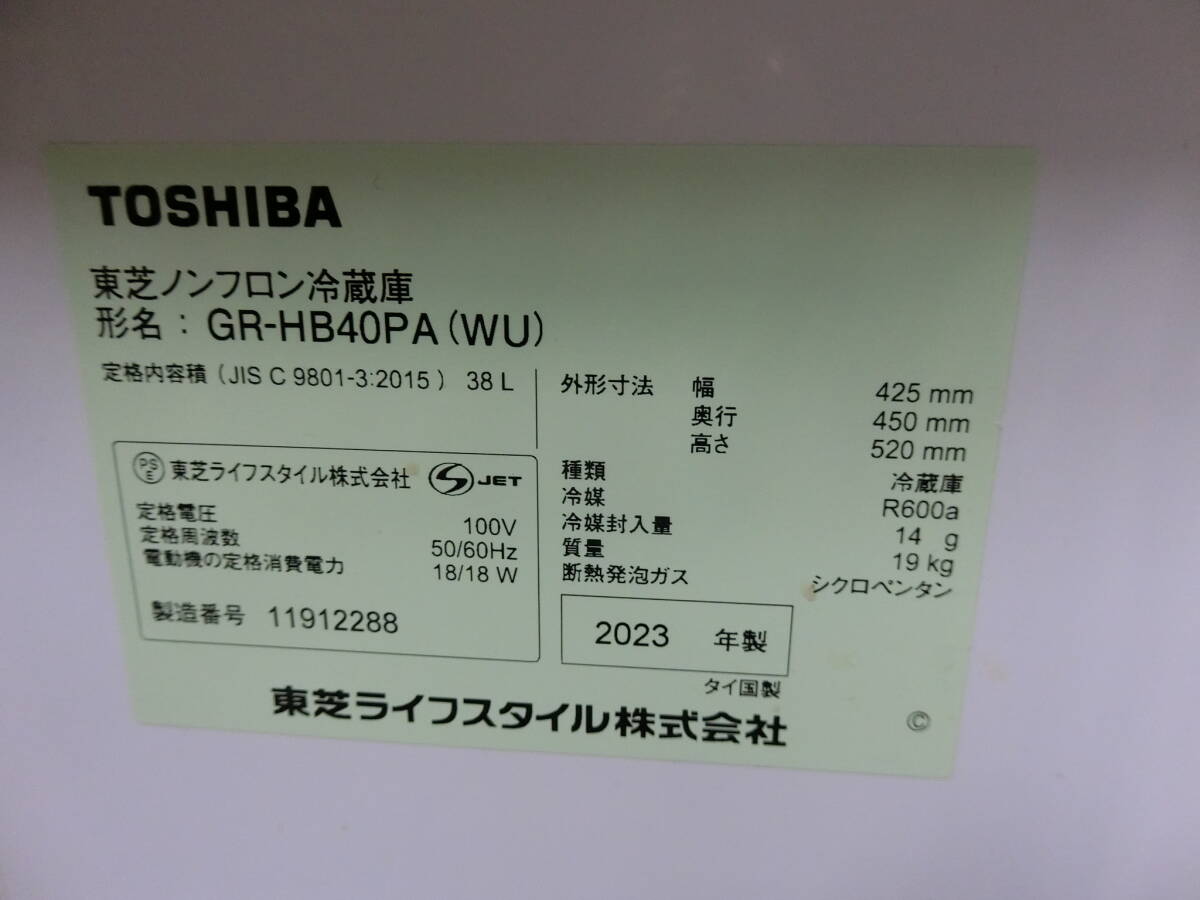 TOSHIBA
東芝ノンフロン冷蔵庫
形名： GR-HB40PA (WU)
定格内容積 ( JIS C 9801-3:2015 ) 38 L
外形寸法 幅 425 mm
奥行 450 mm
高さ 520 mm
種類 冷蔵庫
冷媒 R600a
冷媒封入量 14 g
質量 19 kg
断熱発泡ガス シクロペンタン
PS E 東芝ライフスタイル株式会社 S JET
定格電圧 100V
定格周波数 50/60Hz
電動機の定格消費電力 18/18 W
製造番号 11912288
2023 年製
タイ国製
東芝ライフスタイル株式会社
©